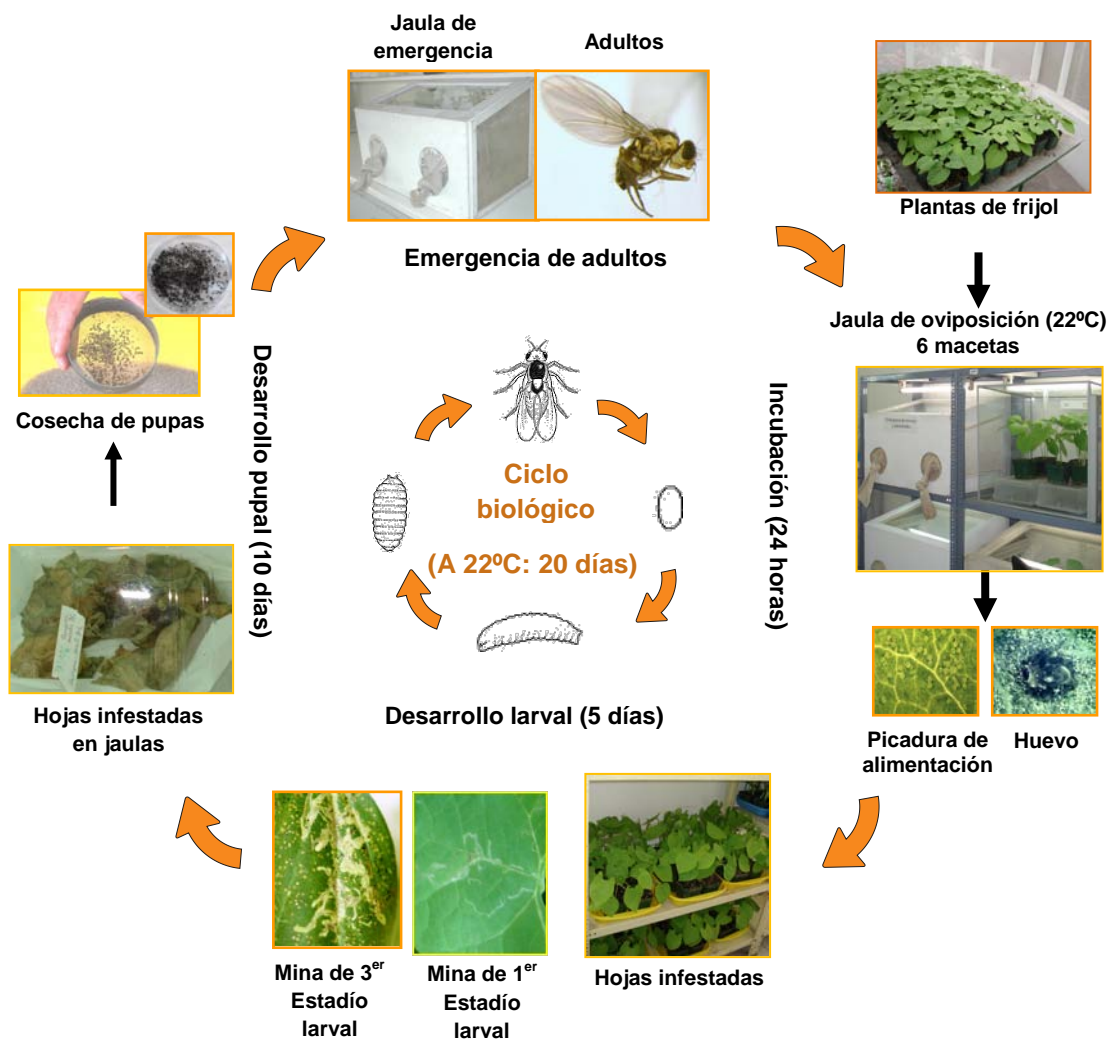 Jaula de
emergencia
Adultos
Emergencia de adultos
Plantas de frijol
Jaula de oviposición (22ºC)
6 macetas
Incubación (24 horas)
Picadura de
alimentación
Huevo
Hojas infestadas
Desarrollo larval (5 días)
Mina de 1er
Estadío
larval
Mina de 3er
Estadío
larval
Hojas infestadas
en jaulas
Cosecha de pupas
Desarrollo pupal (10 días)
Ciclo
biológico
(A 22ºC: 20 días)